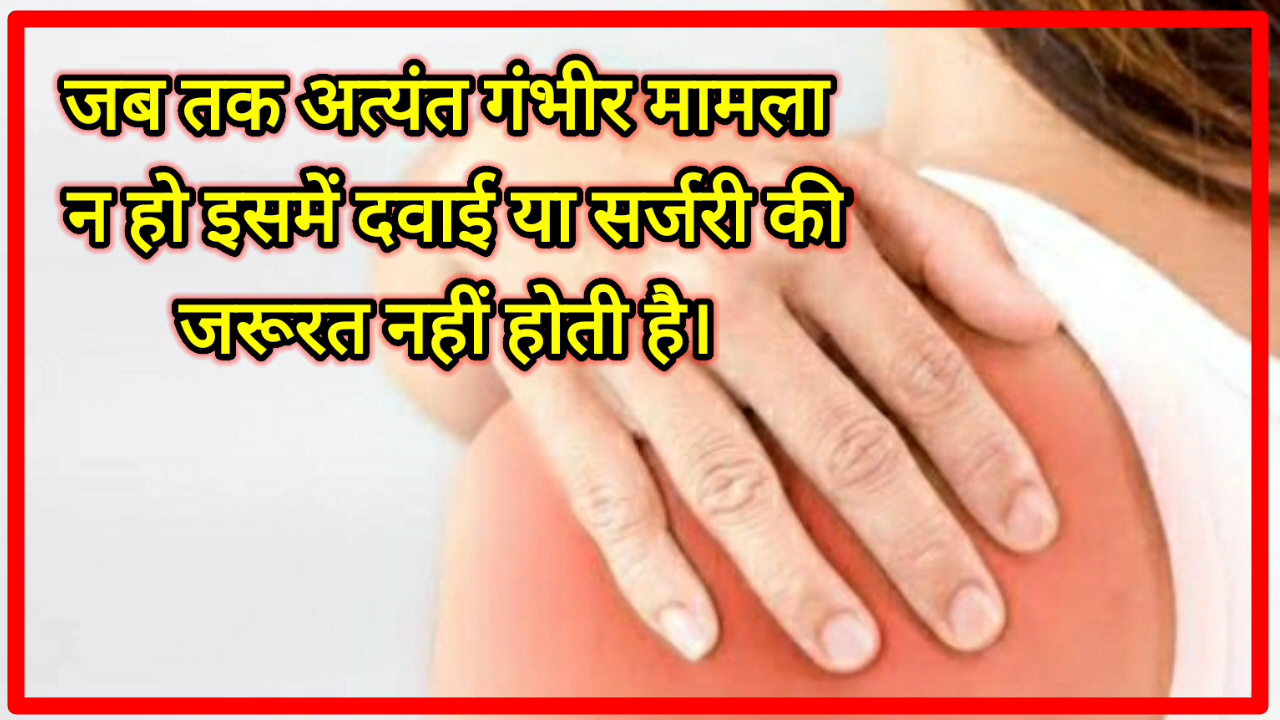 जब तक अत्यंत गंभीर मामला
न हो इसमें दवाई या सर्जरी की
जरूरत नहीं होती है।